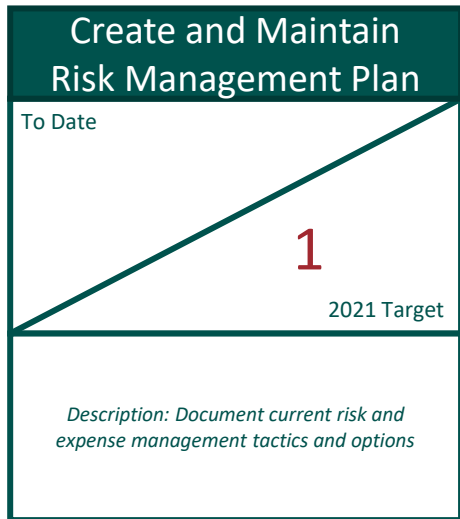 Create and Maintain
Risk Management Plan
To Date
1
2021 Target
Description: Document current risk and
expense management tactics and options